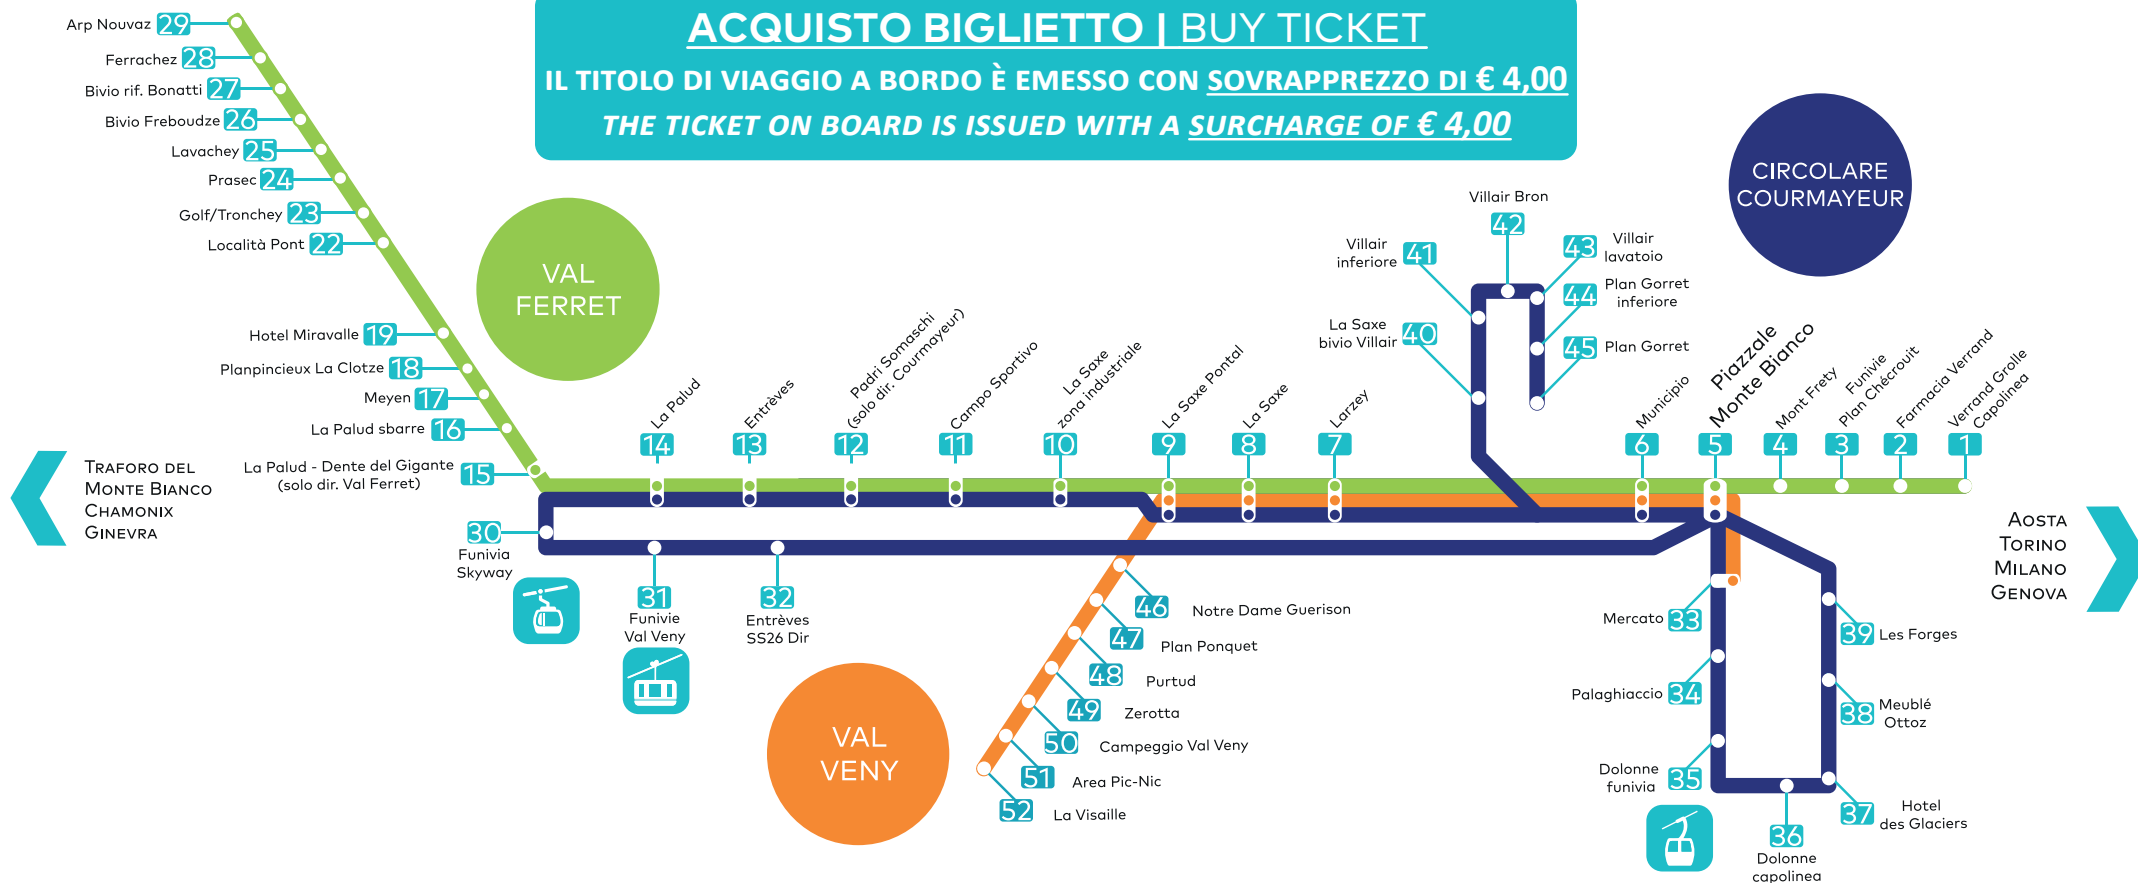 ACQUISTO BIGLIETTO | BUY TICKET
IL TITOLO DI VIAGGIO A BORDO È EMESSO CON SOVRAPPREZZO DI € 4,00
THE TICKET ON BOARD IS ISSUED WITH A SURCHARGE OF € 4,00
Arp Nouvaz 29
Ferrachez 28
Bivio rif. Bonatti 27
Bivio Freboudze 26
Lavachey 25
Prasec 24
Golf/Tronchey 23
Località Pont 22
Hotel Miravalle 19
Planpincieux La Clotze 18
Meyen 17
La Palud sbarre 16
La Palud - Dente del Gigante 15
(solo dir. Val Ferret)
VAL
FERRET
CIRCOLARE
COURMAYEUR
TRAFORO DEL
MONTE BIANCO
CHAMONIX
GINEVRA
La Palud
14
Entrèves
13
Padri Somaschi
(solo dir. Courmayeur)
12
Campo Sportivo
11
La Saxe
zona industriale
10
La Saxe Pontal
9
La Saxe
8
Larzey
7
Villair Bron
42
Villair
inferiore 41
La Saxe
bivio Villair 40
43 Villair
lavatoio
44 Plan Gorret
inferiore
45 Plan Gorret
Municipio
6
Piazzale
Monte Bianco
5
Mont Frety
4
Funivie
Plan Chécrouit
3
Farmacia Verrand
2
Verrand Grolle
Capolinea
1
AOSTA
TORINO
MILANO
GENOVA
30
Funivia
Skyway
31
Funivie
Val Veny
32
Entrèves
SS26 Dir
46 Notre Dame Guerison
47 Plan Ponquet
48 Purtud
49 Zerotta
50 Campeggio Val Veny
51 Area Pic-Nic
52 La Visaille
VAL
VENY
Mercato 33
Palaghiaccio 34
Dolonne
funivia 35
36
Dolonne
capolinea
37 Hotel
des Glaciers
38 Meublé
Ottoz
39 Les Forges